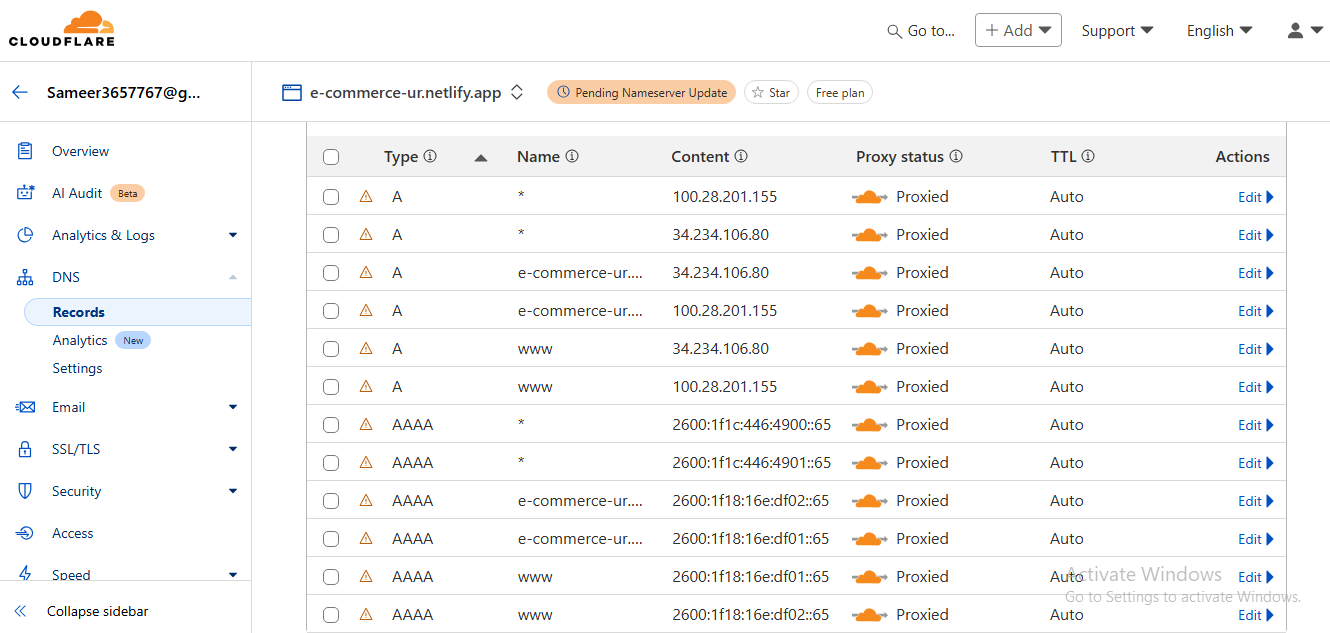 CLOUDFLARE
Go to... + Add Support English
Sameer3657767@g...
e-commerce-ur.netlify.app Pending Nameserver Update Star Free plan
Overview
AI Audit Beta
Analytics & Logs
DNS
Records
Analytics New
Settings
Email
SSL/TLS
Security
Access
Speed
Collapse sidebar
Type Name Content Proxy status TTL Actions
A * 100.28.201.155 Proxied Auto Edit
A * 34.234.106.80 Proxied Auto Edit
A e-commerce-ur.... 34.234.106.80 Proxied Auto Edit
A e-commerce-ur.... 100.28.201.155 Proxied Auto Edit
A www 34.234.106.80 Proxied Auto Edit
A www 100.28.201.155 Proxied Auto Edit
AAAA * 2600:1f1c:446:4900::65 Proxied Auto Edit
AAAA * 2600:1f1c:446:4901::65 Proxied Auto Edit
AAAA e-commerce-ur.... 2600:1f18:16e:df02::65 Proxied Auto Edit
AAAA e-commerce-ur.... 2600:1f18:16e:df01::65 Proxied Auto Edit
AAAA www 2600:1f18:16e:df01::65 Proxied Auto Edit
AAAA www 2600:1f18:16e:df02::65 Proxied Auto Edit
Activate Windows
Go to Settings to activate Windows.